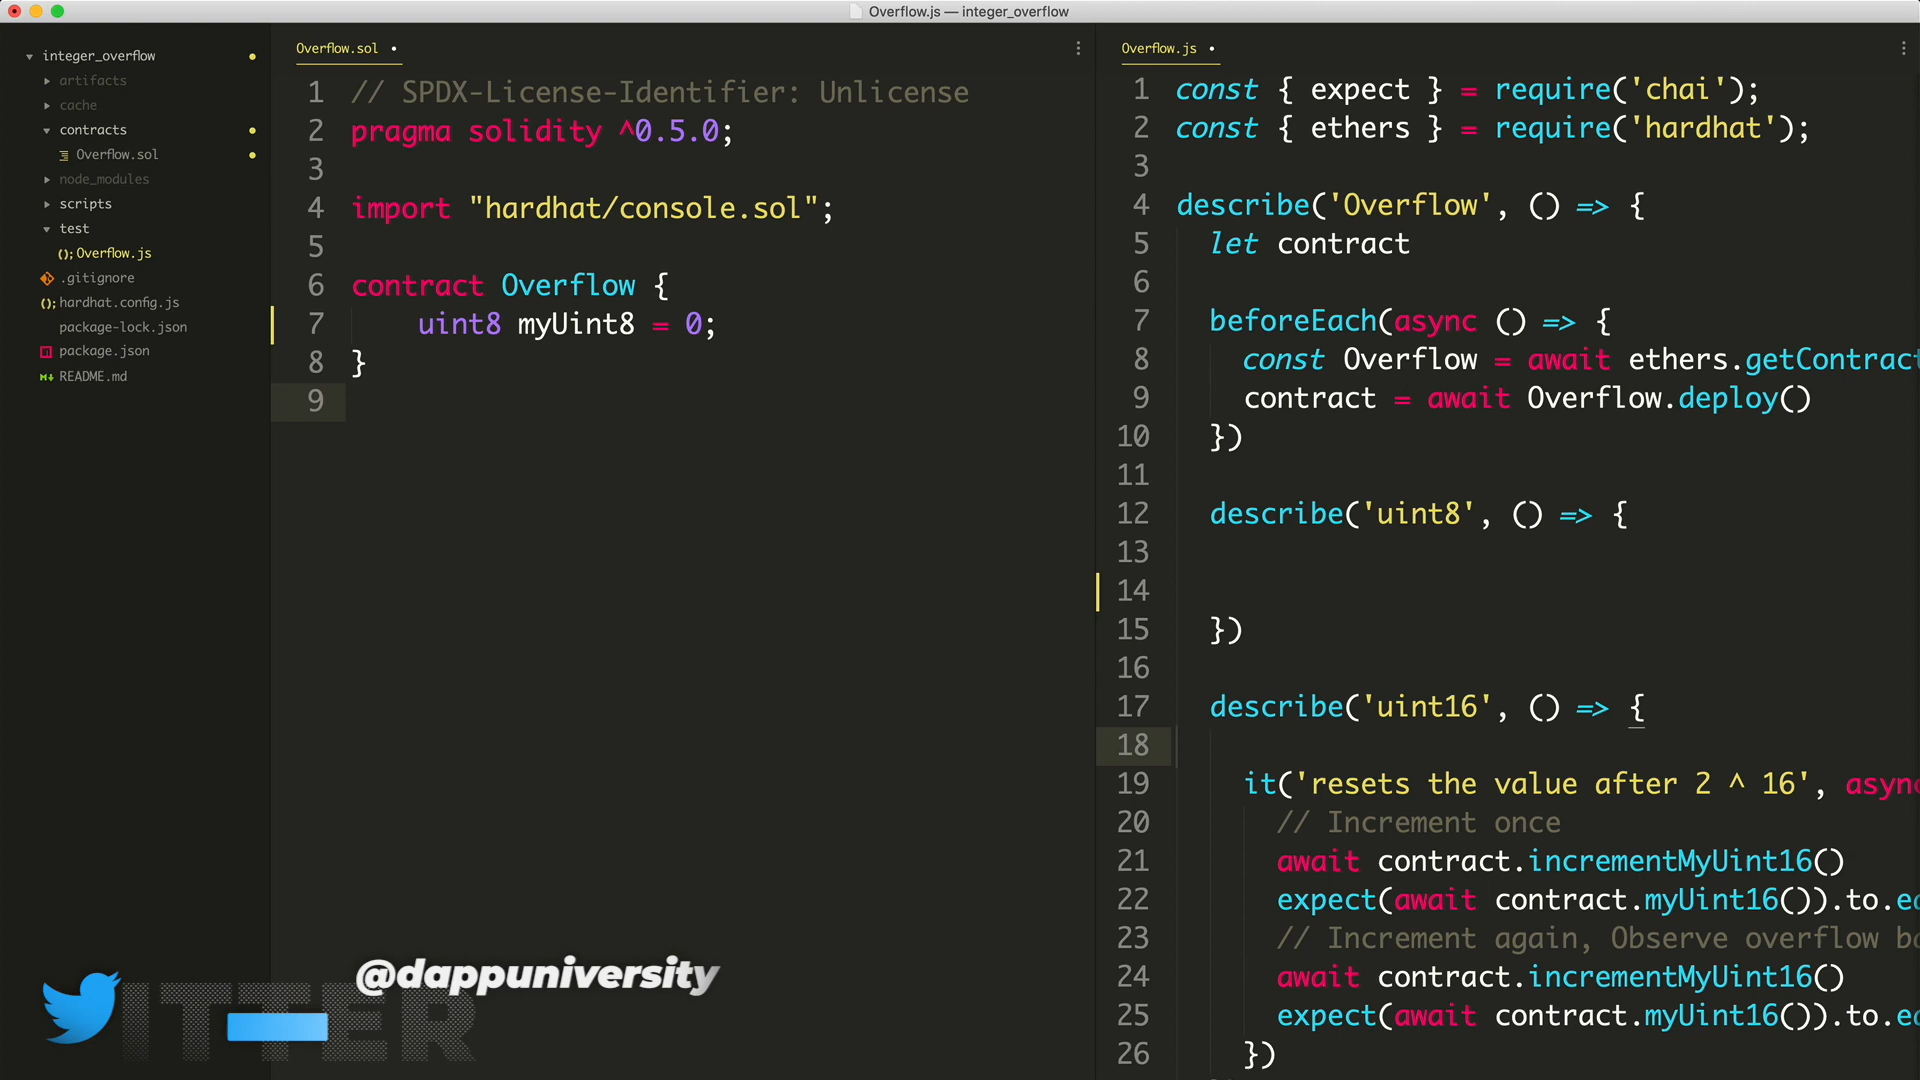 Overflow.js — integer_overflow
integer_overflow
artifacts
cache
contracts
Overflow.sol
node_modules
scripts
test
Overflow.js
.gitignore
hardhat.config.js
package-lock.json
package.json
README.md
Overflow.sol
1 // SPDX-License-Identifier: Unlicense
2 pragma solidity ^0.5.0;
3
4 import "hardhat/console.sol";
5
6 contract Overflow {
7 uint8 myUint8 = 0;
8 }
9
Overflow.js
1 const { expect } = require('chai');
2 const { ethers } = require('hardhat');
3
4 describe('Overflow', () => {
5 let contract
6
7 beforeEach(async () => {
8 const Overflow = await ethers.getContract
9 contract = await Overflow.deploy()
10 })
11
12 describe('uint8', () => {
13
14
15 })
16
17 describe('uint16', () => {
18
19 it('resets the value after 2 ^ 16', async
20 // Increment once
21 await contract.incrementMyUint16()
22 expect(await contract.myUint16()).to.e
23 // Increment again, Observe overflow b
24 await contract.incrementMyUint16()
25 expect(await contract.myUint16()).to.e
26 })
@dappuniversity
ITTER